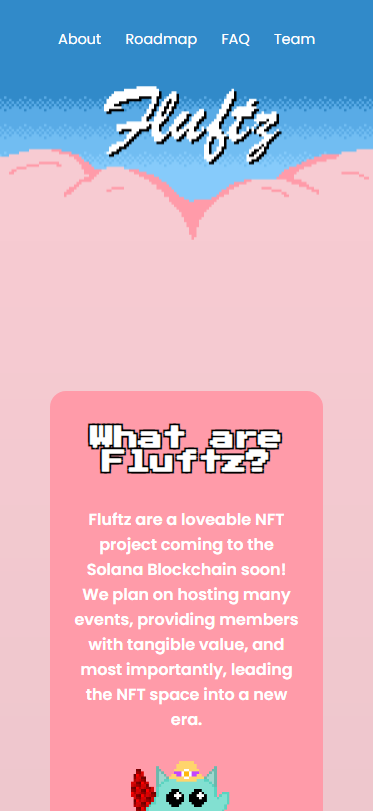 About Roadmap FAQ Team
Fluftz
What are
Fluftz?
Fluftz are a loveable NFT
project coming to the
Solana Blockchain soon!
We plan on hosting many
events, providing members
with tangible value, and
most importantly, leading
the NFT space into a new
era.